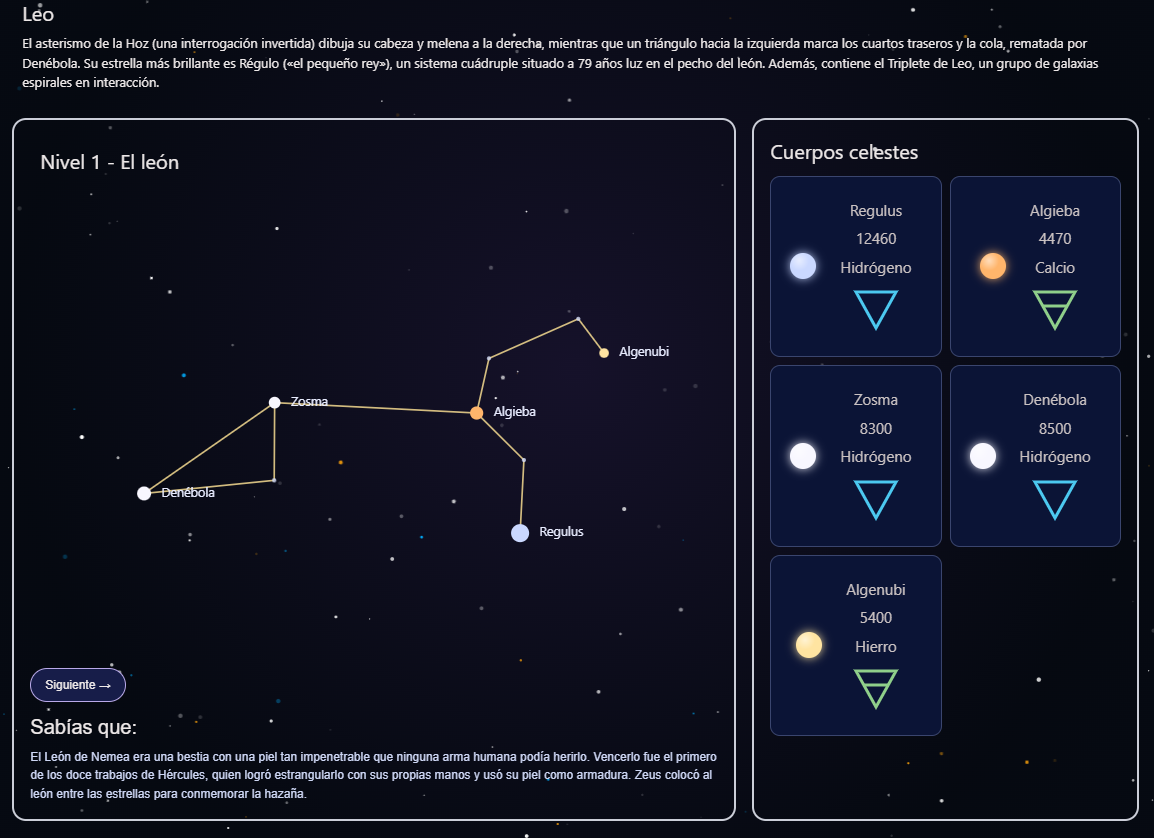 Leo
El asterismo de la Hoz (una interrogación invertida) dibuja su cabeza y melena a la derecha, mientras que un triángulo hacia la izquierda marca los cuartos traseros y la cola, rematada por
Denébola. Su estrella más brillante es Régulo («el pequeño rey»), un sistema cuádruple situado a 79 años luz en el pecho del león. Además, contiene el Triplete de Leo, un grupo de galaxias
espirales en interacción.
Nivel 1 - El león
Algenubi
Zosma
Algieba
Denébola
Regulus
Siguiente →
Sabías que:
El León de Nemea era una bestia con una piel tan impenetrable que ninguna arma humana podía herirlo. Vencerlo fue el primero
de los doce trabajos de Hércules, quien logró estrangularlo con sus propias manos y usó su piel como armadura. Zeus colocó al
león entre las estrellas para conmemorar la hazaña.
Cuerpos celestes
Regulus
12460
Hidrógeno
Algieba
4470
Calcio
Zosma
8300
Hidrógeno
Denébola
8500
Hidrógeno
Algenubi
5400
Hierro